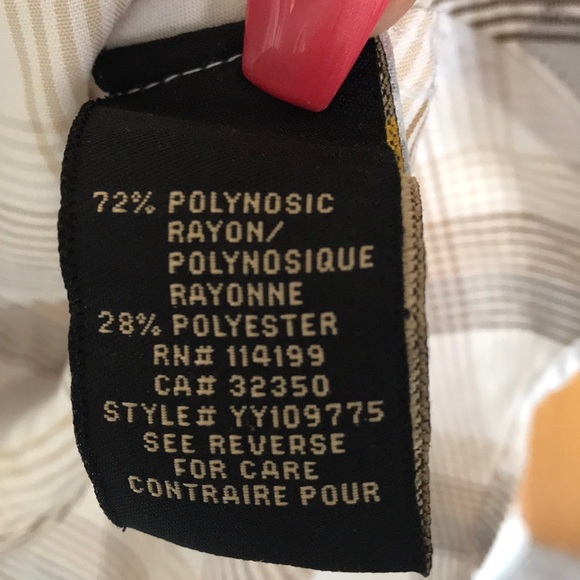 72% POLYNOSIC
RAYON/
POLYNOSIQUE
RAYONNE
28% POLYESTER
RN# 114199
CA# 32350
STYLE# YY109775
SEE REVERSE
FOR CARE
CONTRAIRE POUR